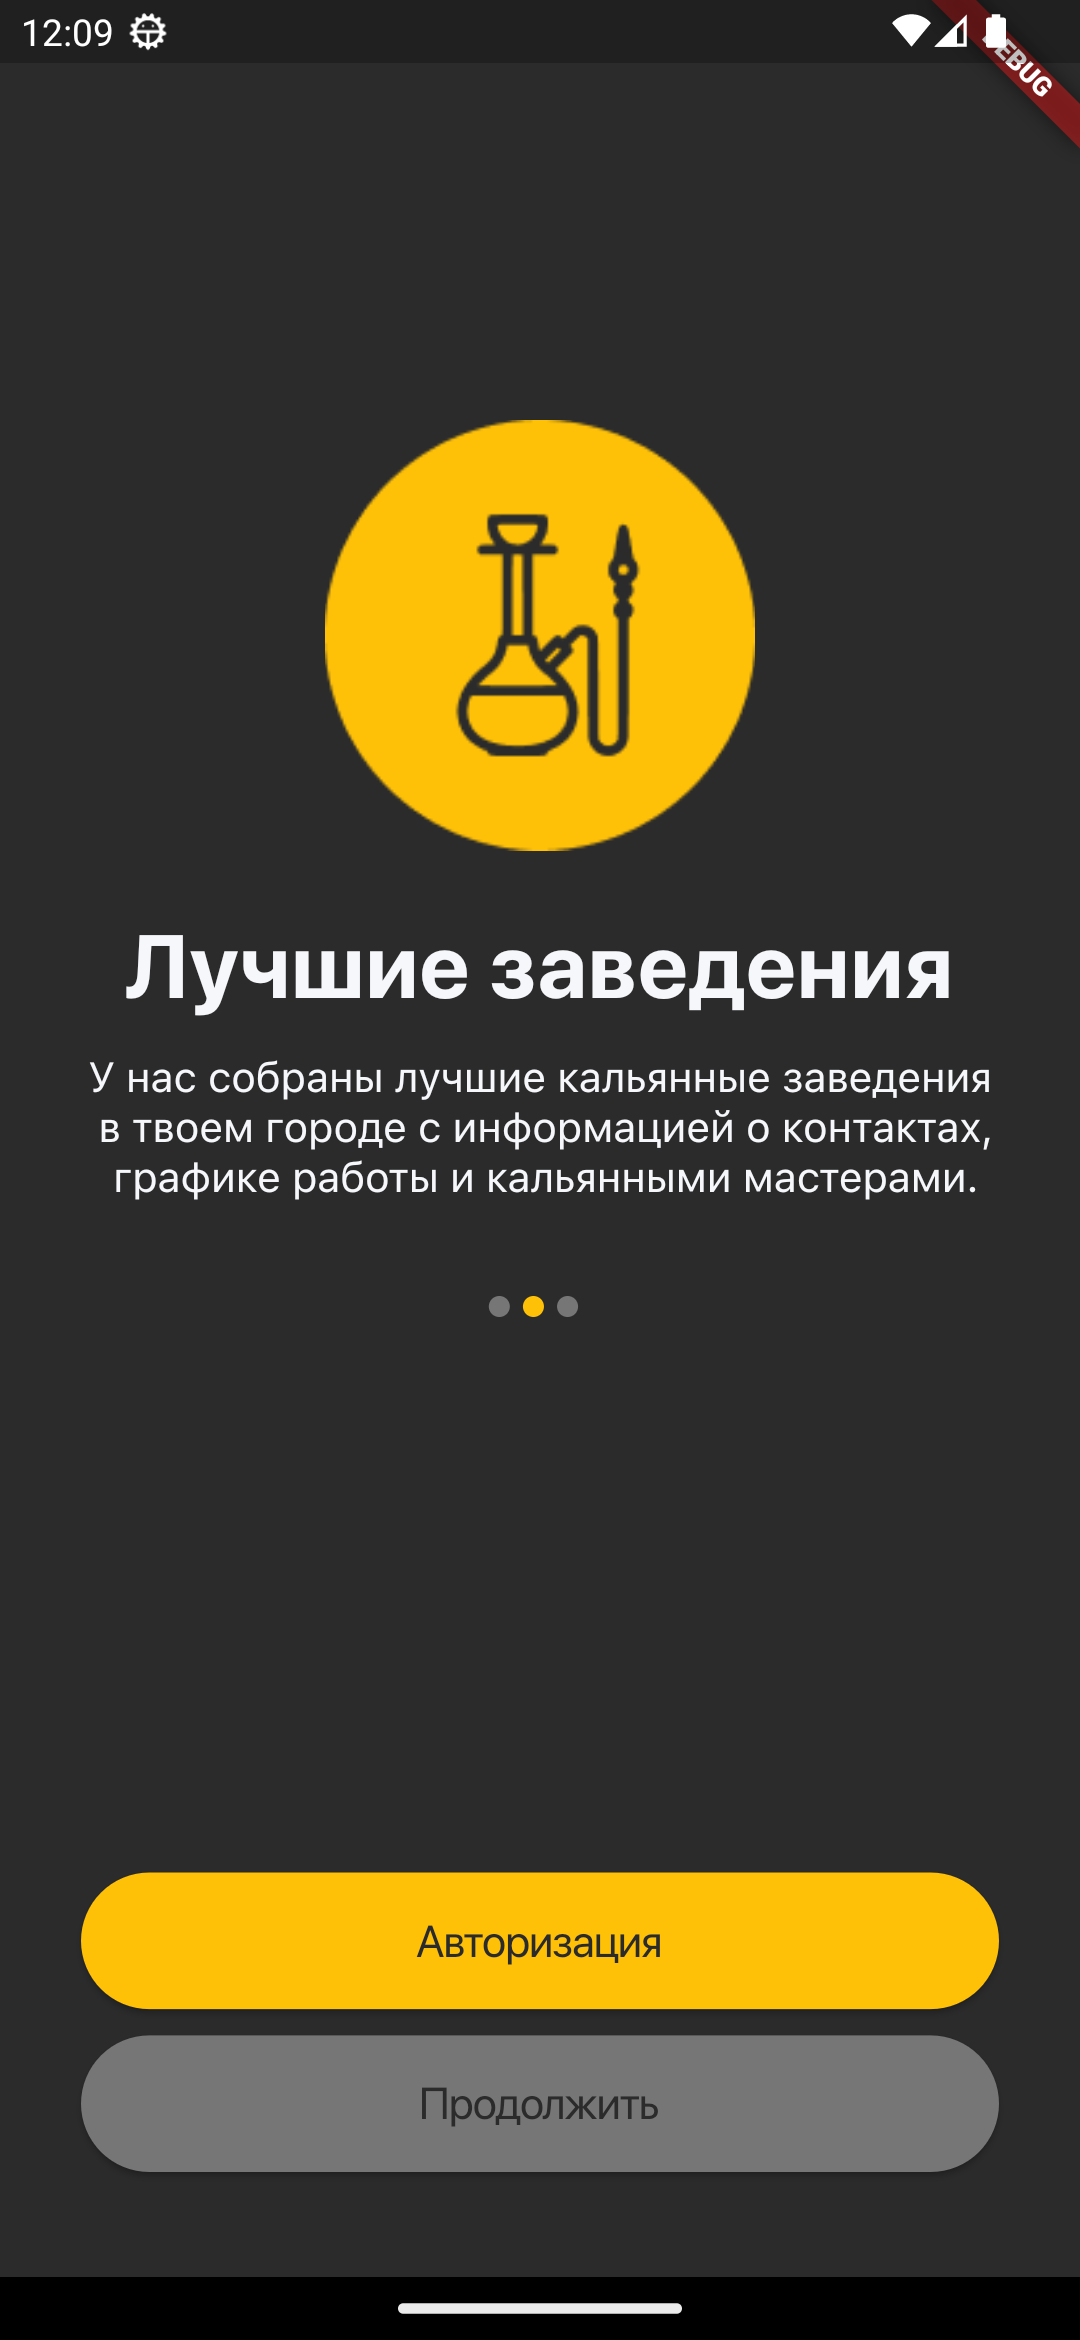 12:09
DEBUG
Лучшие заведения
У нас собраны лучшие кальянные заведения
в твоем городе с информацией о контактах,
графике работы и кальянными мастерами.
Авторизация
Продолжить